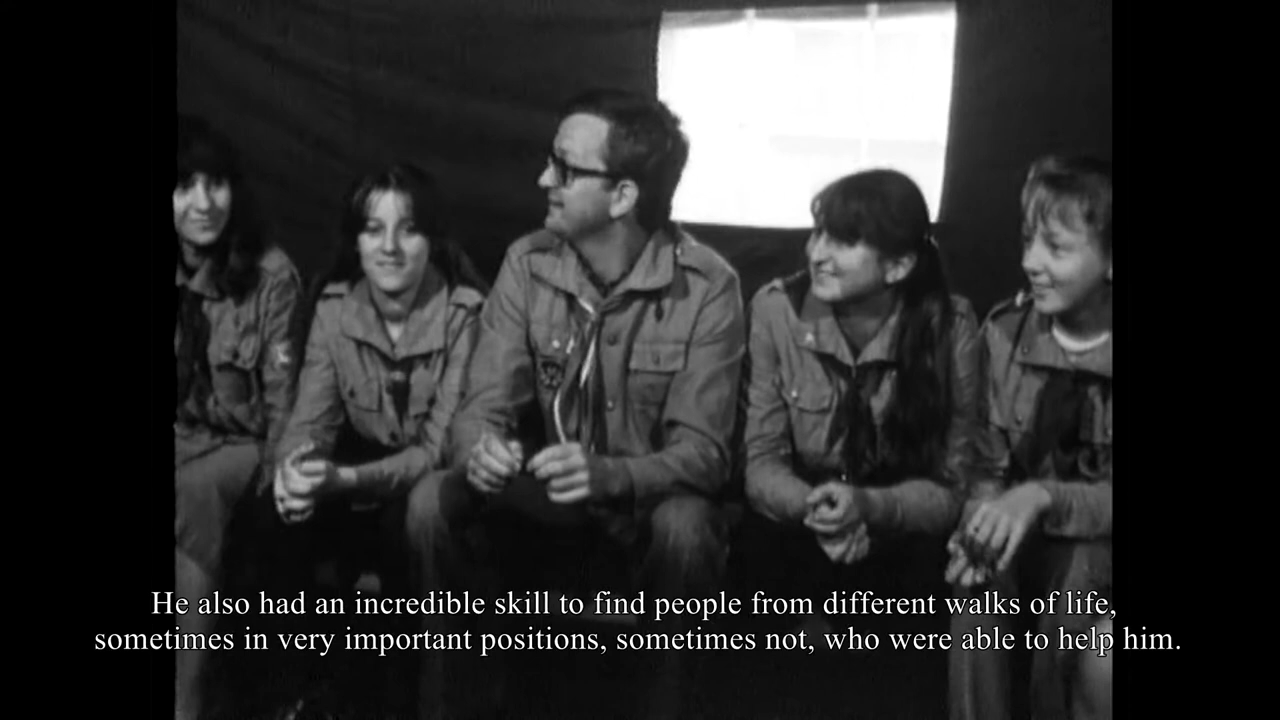 He also had an incredible skill to find people from different walks of life,
sometimes in very important positions, sometimes not, who were able to help him.